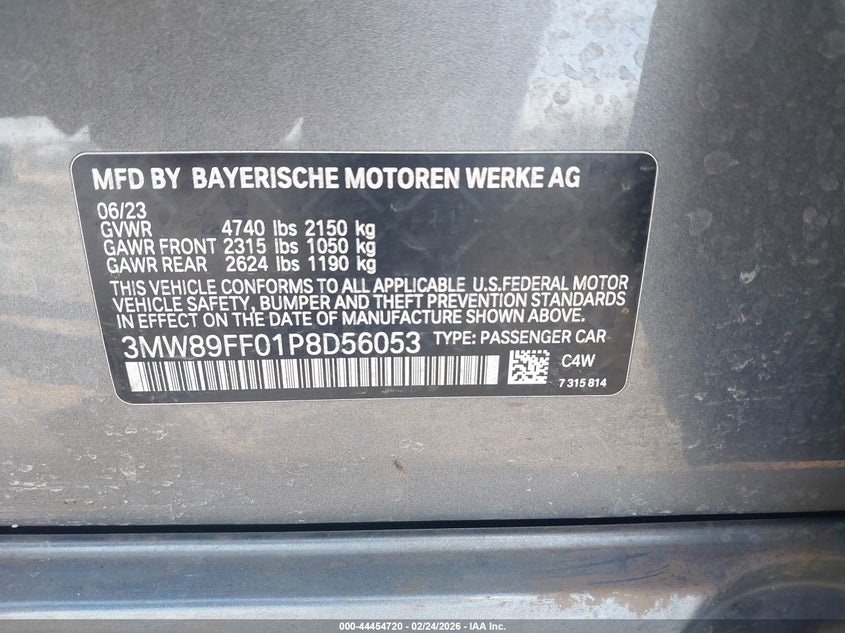 MFD BY BAYERISCHE MOTOREN WERKE AG
06/23
GVWR 4740 lbs 2150 kg
GAWR FRONT 2315 lbs 1050 kg
GAWR REAR 2624 lbs 1190 kg
THIS VEHICLE CONFORMS TO ALL APPLICABLE U.S.FEDERAL MOTOR
VEHICLE SAFETY, BUMPER AND THEFT PREVENTION STANDARDS
IN EFFECT ON THE DATE OF MANUFACTURE SHOWN ABOVE.
3MW89FF01P8D56053 TYPE: PASSENGER CAR
C4W
7 315 814
000-44454720 - 02/24/2026 - IAA Inc.